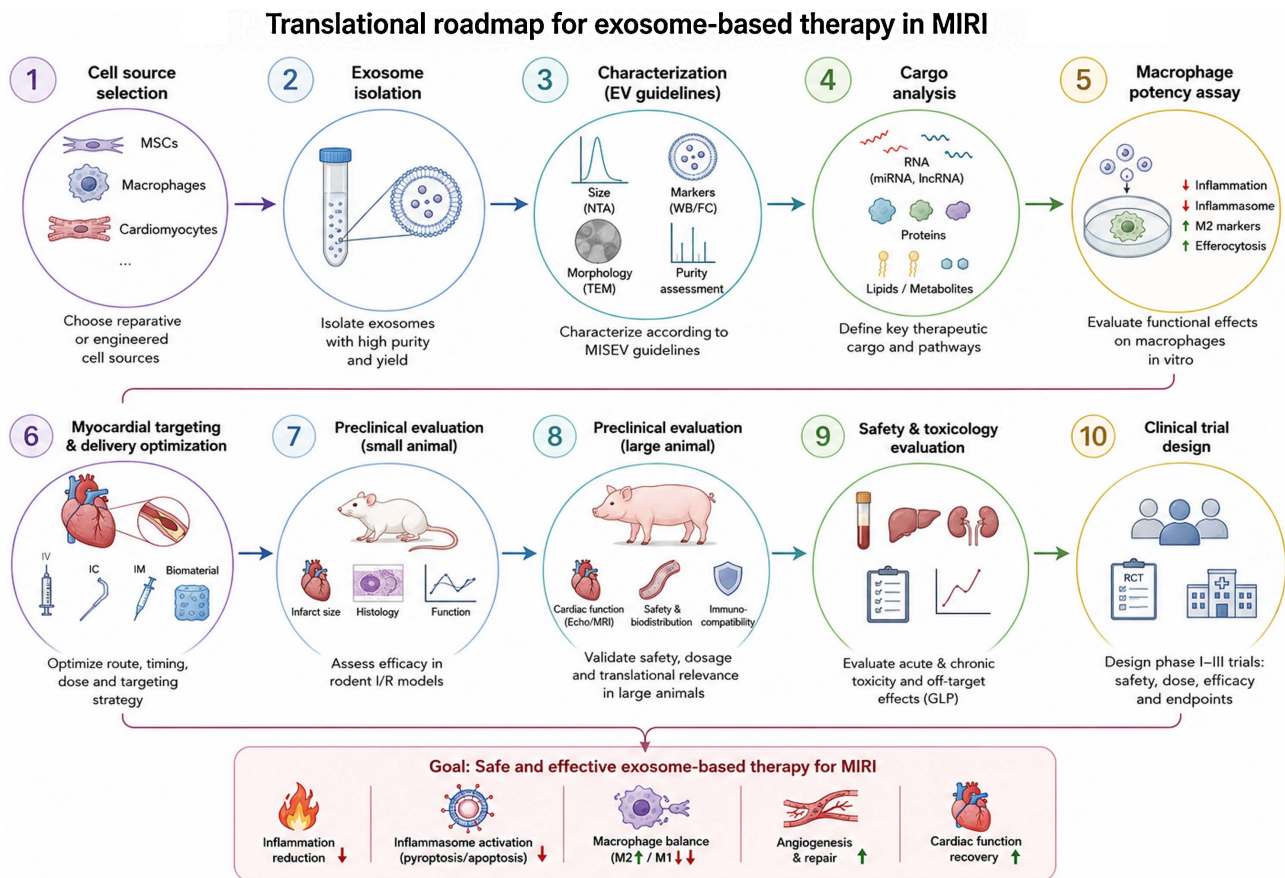 Translational roadmap for exosome-based therapy in MIRI
1
Cell source
selection
MSCs
Macrophages
Cardiomyocytes
...
Choose reparative
or engineered
cell sources
2
Exosome
isolation
Isolate exosomes
with high purity
and yield
3
Characterization
(EV guidelines)
Size
(NTA)
Markers
(WB/FC)
Morphology
(TEM)
Purity
assessment
Characterize according to
MISEV guidelines
4
Cargo
analysis
RNA
(miRNA, lncRNA)
Proteins
Lipids / Metabolites
Define key therapeutic
cargo and pathways
5
Macrophage
potency assay
↓ Inflammation
↓ Inflammasome
↑ M2 markers
↑ Efferocytosis
Evaluate functional effects
on macrophages
in vitro
6
Myocardial targeting
& delivery optimization
IV
IC
IM
Biomaterial
Optimize route, timing,
dose and targeting
strategy
7
Preclinical evaluation
(small animal)
Infarct size
Histology
Function
Assess efficacy in
rodent I/R models
8
Preclinical evaluation
(large animal)
Cardiac function
(Echo/MRI)
Safety &
biodistribution
Immuno-
compatibility
Validate safety, dosage
and translational relevance
in large animals
9
Safety & toxicology
evaluation
Evaluate acute & chronic
toxicity and off-target
effects (GLP)
10
Clinical trial
design
RCT
Design phase I–III trials:
safety, dose, efficacy
and endpoints
Goal: Safe and effective exosome-based therapy for MIRI
Inflammation
reduction ↓
Inflammasome activation
(pyroptosis/apoptosis) ↓
Macrophage balance
(M2↑ / M1↓↓)
Angiogenesis
& repair ↑
Cardiac function
recovery ↑